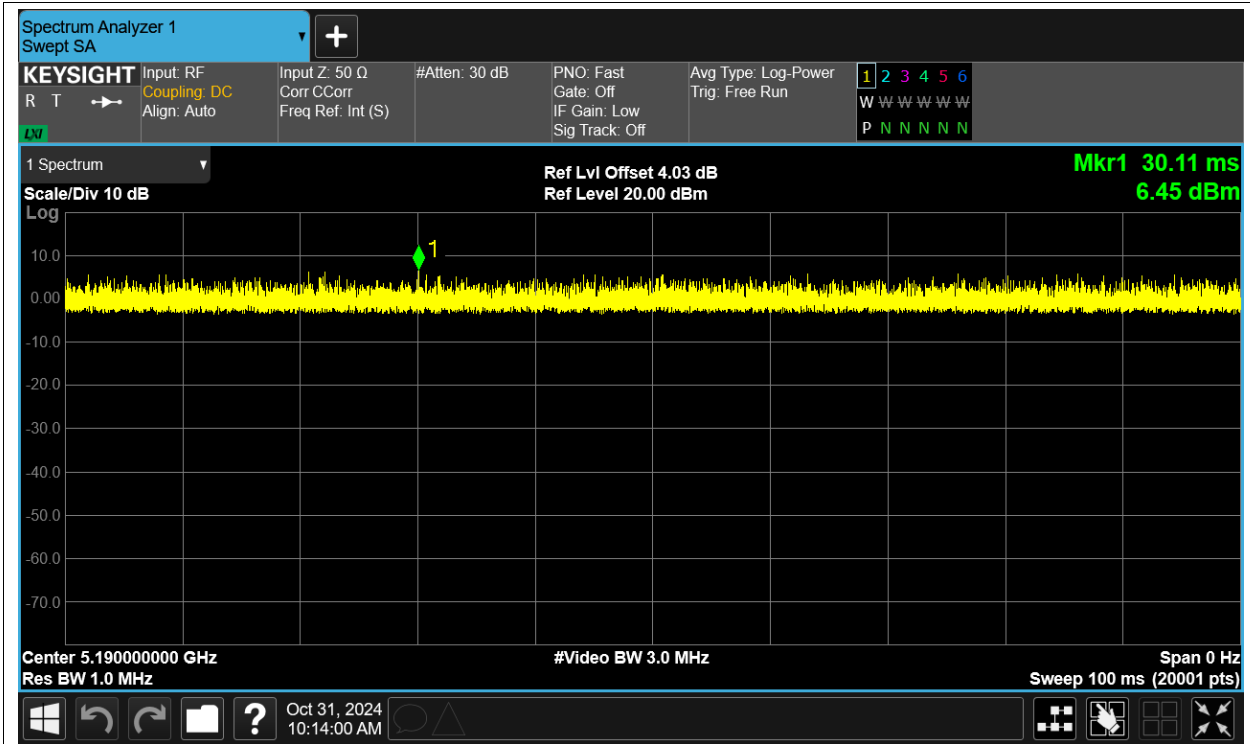 Spectrum Analyzer 1
Swept SA
KEYSIGHT
R T
LXI
Input: RF
Coupling: DC
Align: Auto
Input Z: 50 Ω
Corr CCorr
Freq Ref: Int (S)
#Atten: 30 dB
PNO: Fast
Gate: Off
IF Gain: Low
Sig Track: Off
Avg Type: Log-Power
Trig: Free Run
1 2 3 4 5 6
W W W W W W
P N N N N N
1 Spectrum
Scale/Div 10 dB
Log
Ref Lvl Offset 4.03 dB
Ref Level 20.00 dBm
Mkr1 30.11 ms
6.45 dBm
1
10.0
0.00
-10.0
-20.0
-30.0
-40.0
-50.0
-60.0
-70.0
Center 5.190000000 GHz
Res BW 1.0 MHz
#Video BW 3.0 MHz
Span 0 Hz
Sweep 100 ms (20001 pts)
?
Oct 31, 2024
10:14:00 AM